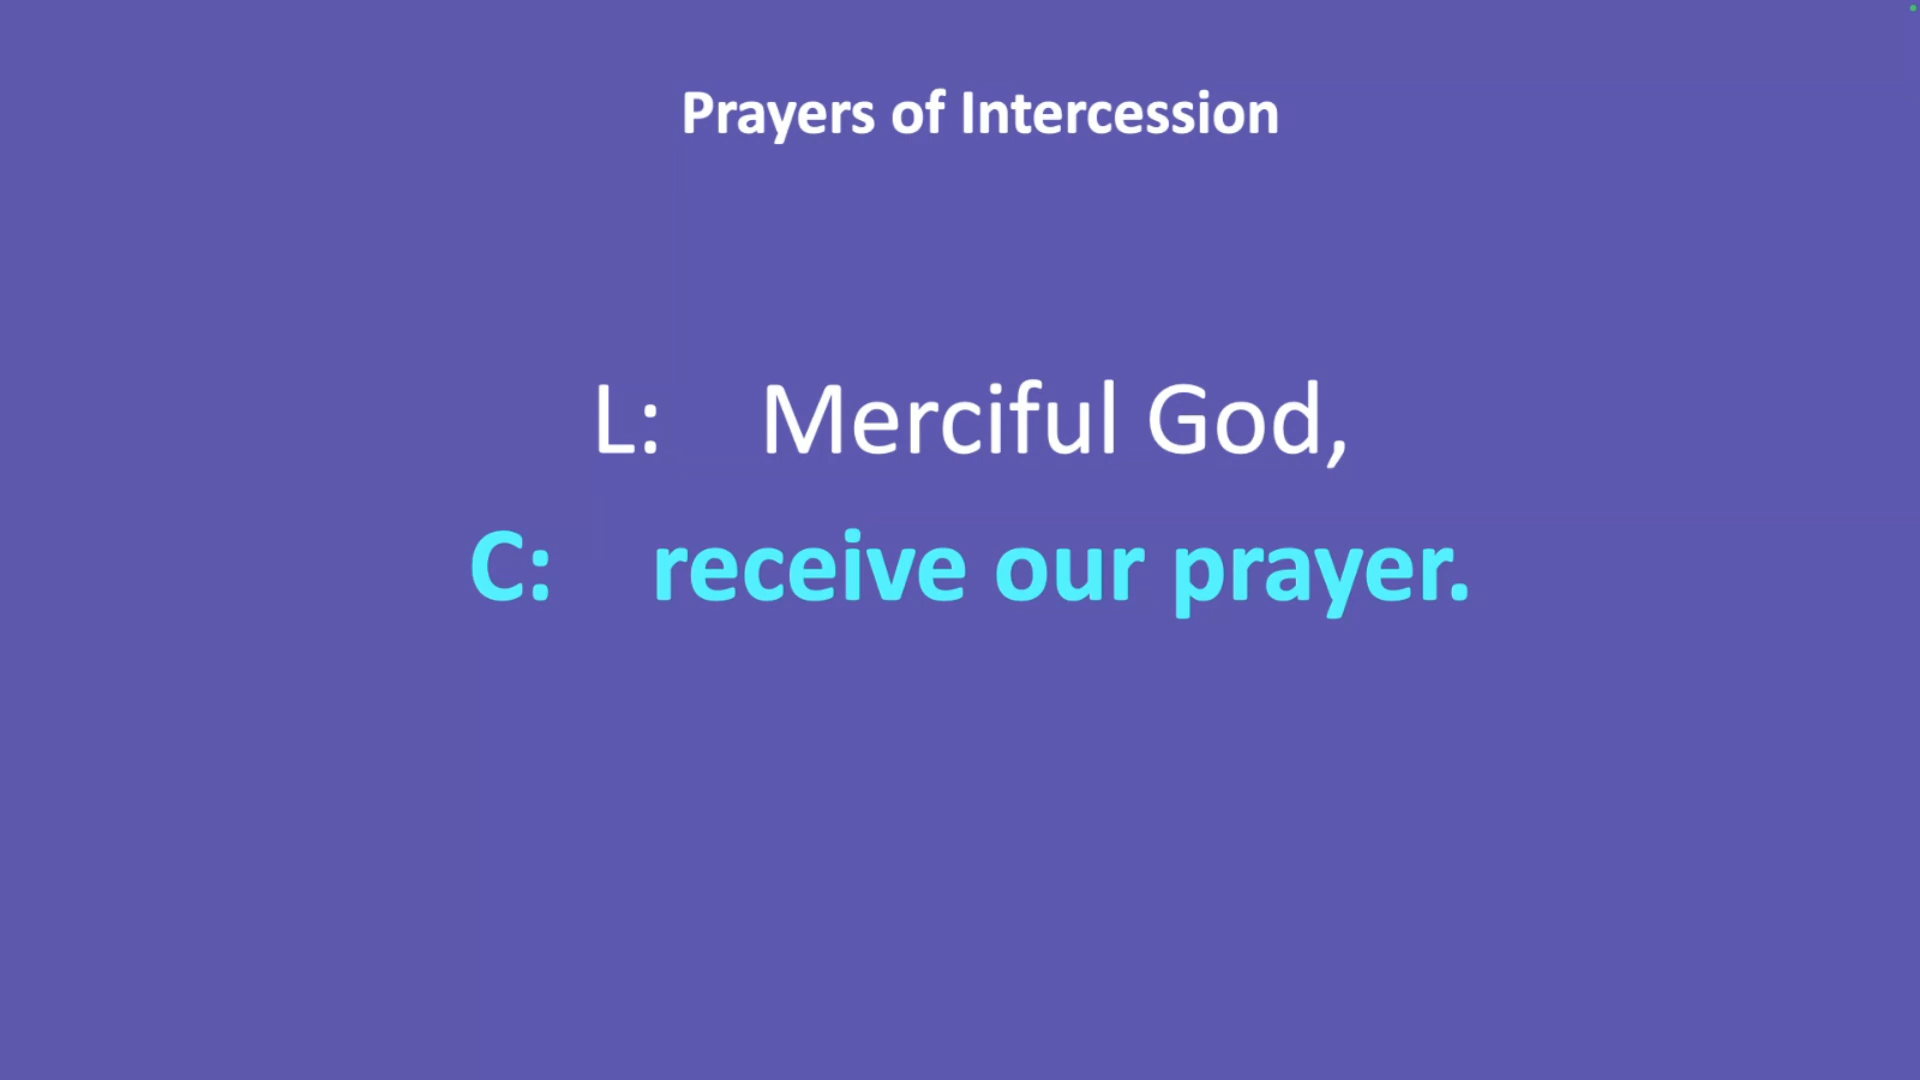 Prayers of Intercession
L: Merciful God,
C: receive our prayer.